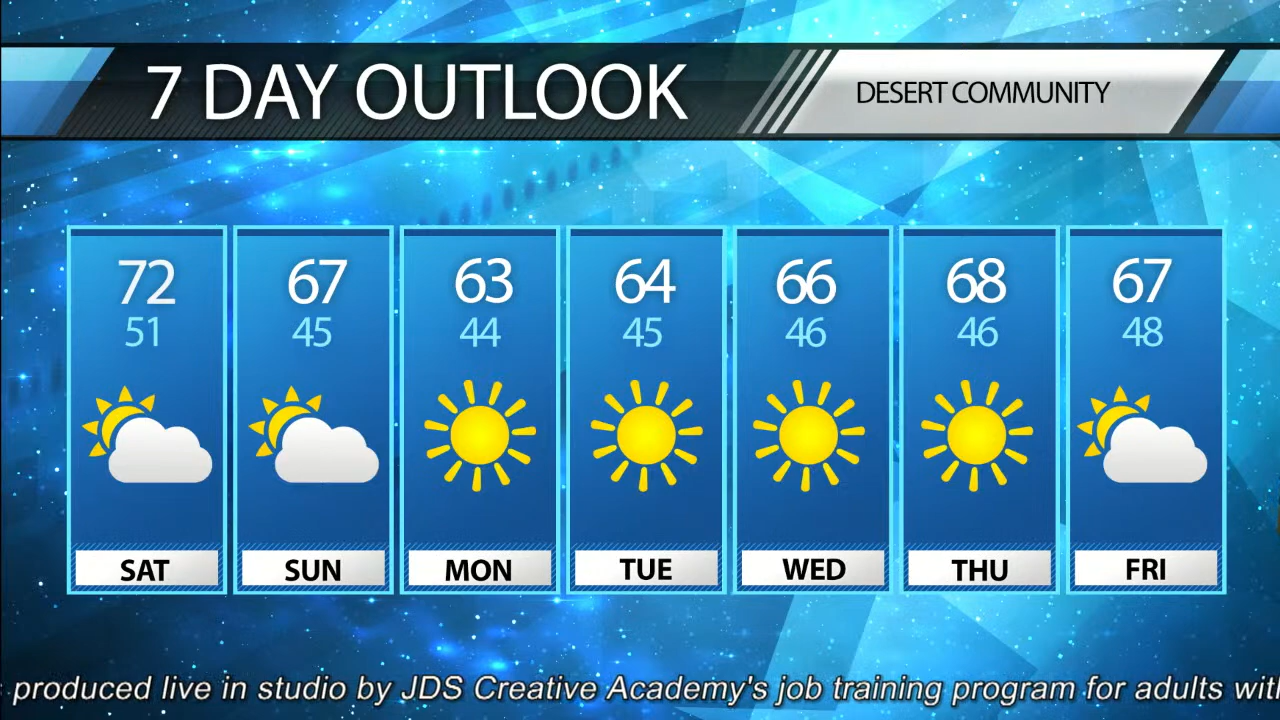 7 DAY OUTLOOK
DESERT COMMUNITY
72 67 63 64 66 68 67
51 45 44 45 46 46 48
SAT SUN MON TUE WED THU FRI
produced live in studio by JDS Creative Academy's job training program for adults